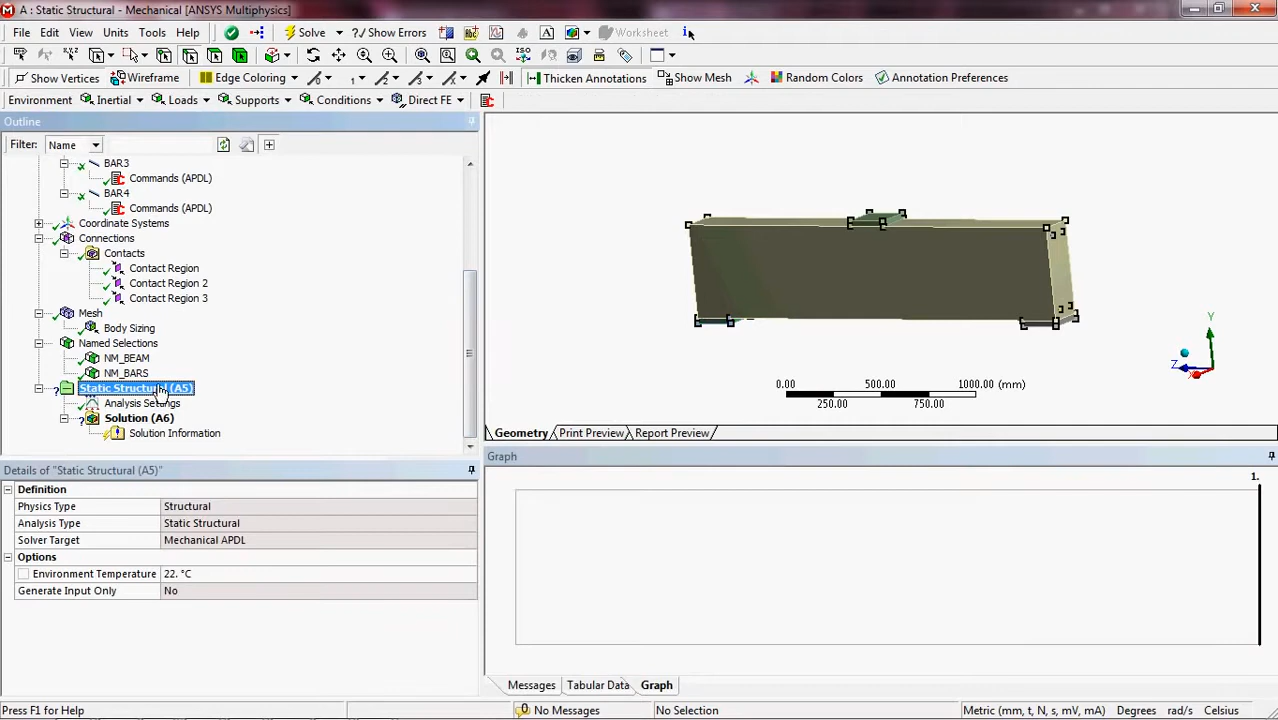 A : Static Structural - Mechanical [ANSYS Multiphysics]
File Edit View Units Tools Help Solve ?/ Show Errors Worksheet
Show Vertices Wireframe Edge Coloring Thicken Annotations Show Mesh Random Colors Annotation Preferences
Environment Inertial Loads Supports Conditions Direct FE
Outline
Filter: Name
BAR3
Commands (APDL)
BAR4
Commands (APDL)
Coordinate Systems
Connections
Contacts
Contact Region
Contact Region 2
Contact Region 3
Mesh
Body Sizing
Named Selections
NM_BEAM
NM_BARS
Static Structural (A5)
Analysis Settings
Solution (A6)
Solution Information
Details of "Static Structural (A5)"
Definition
Physics Type Structural
Analysis Type Static Structural
Solver Target Mechanical APDL
Options
Environment Temperature 22. °C
Generate Input Only No
Y
Z
X
0.00 500.00 1000.00 (mm)
250.00 750.00
Geometry Print Preview Report Preview
Graph
1.
Messages Tabular Data Graph
Press F1 for Help 0 No Messages No Selection Metric (mm, t, N, s, mV, mA) Degrees rad/s Celsius